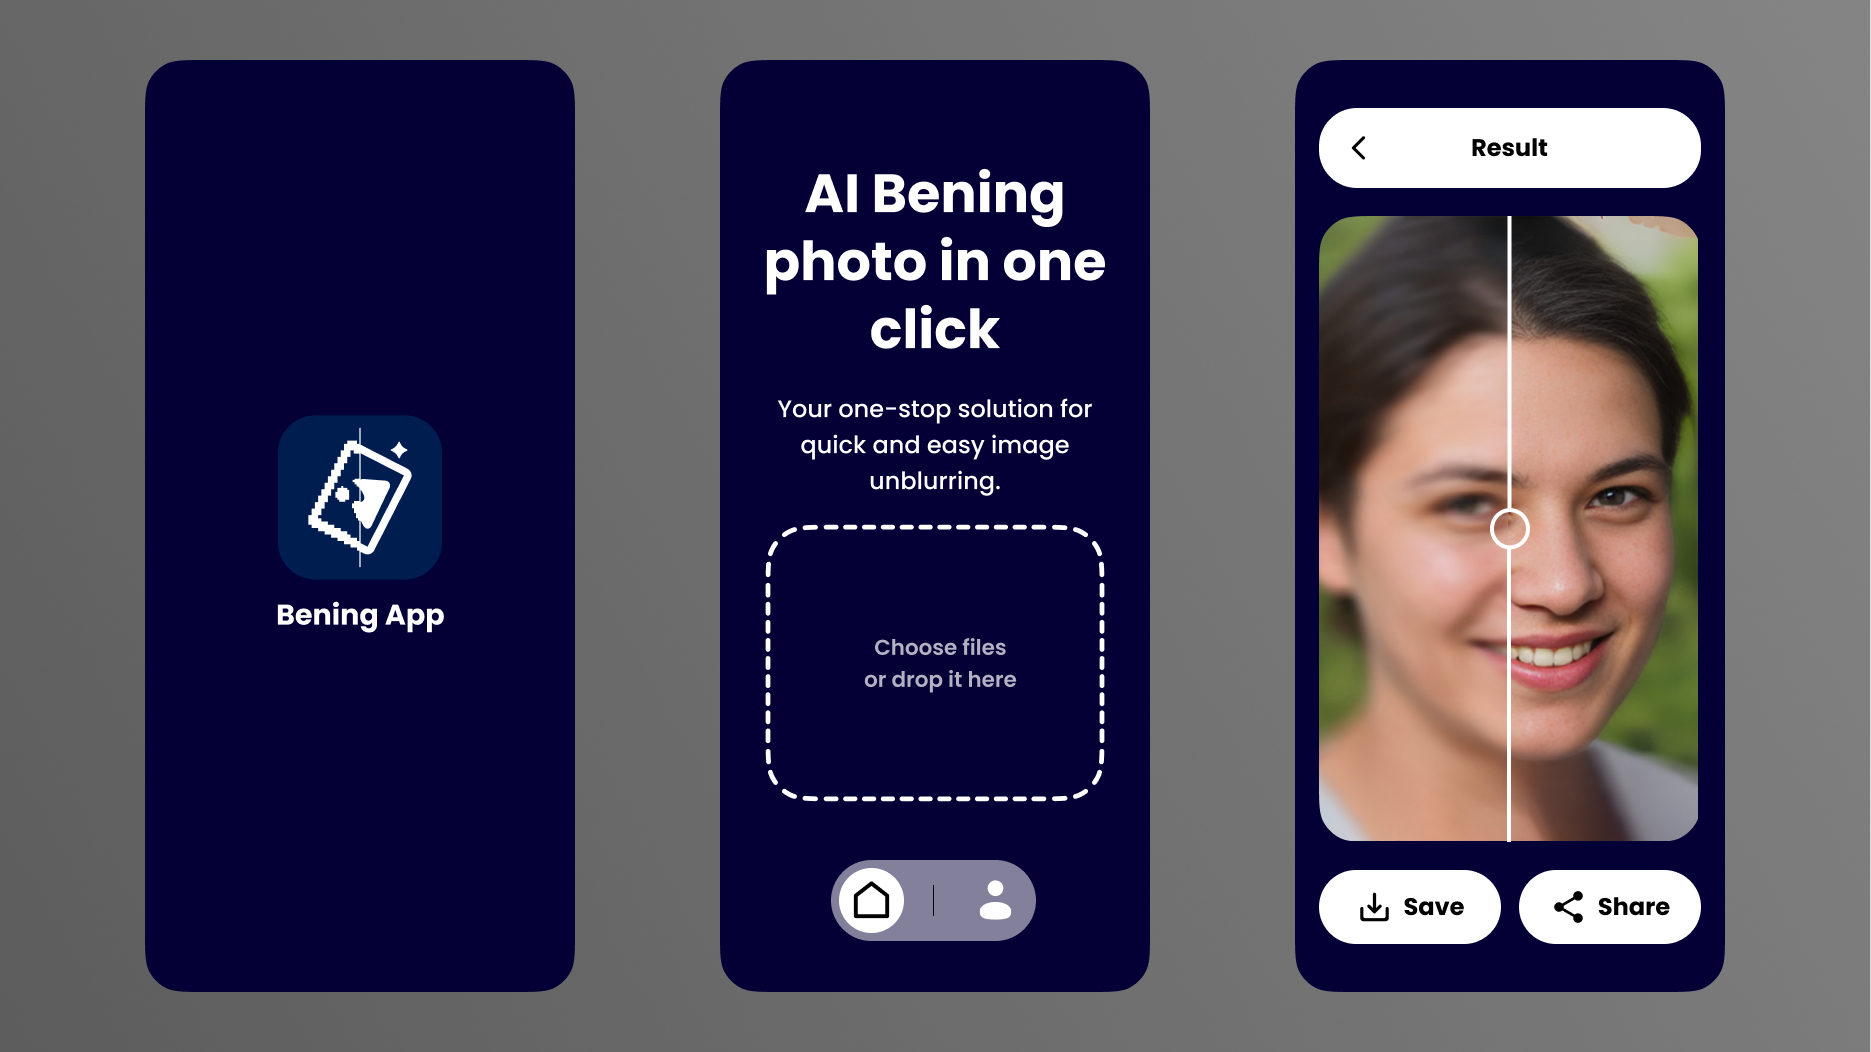 Bening App
AI Bening
photo in one
click
Your one-stop solution for
quick and easy image
unblurring.
Choose files
or drop it here
Result
Save
Share